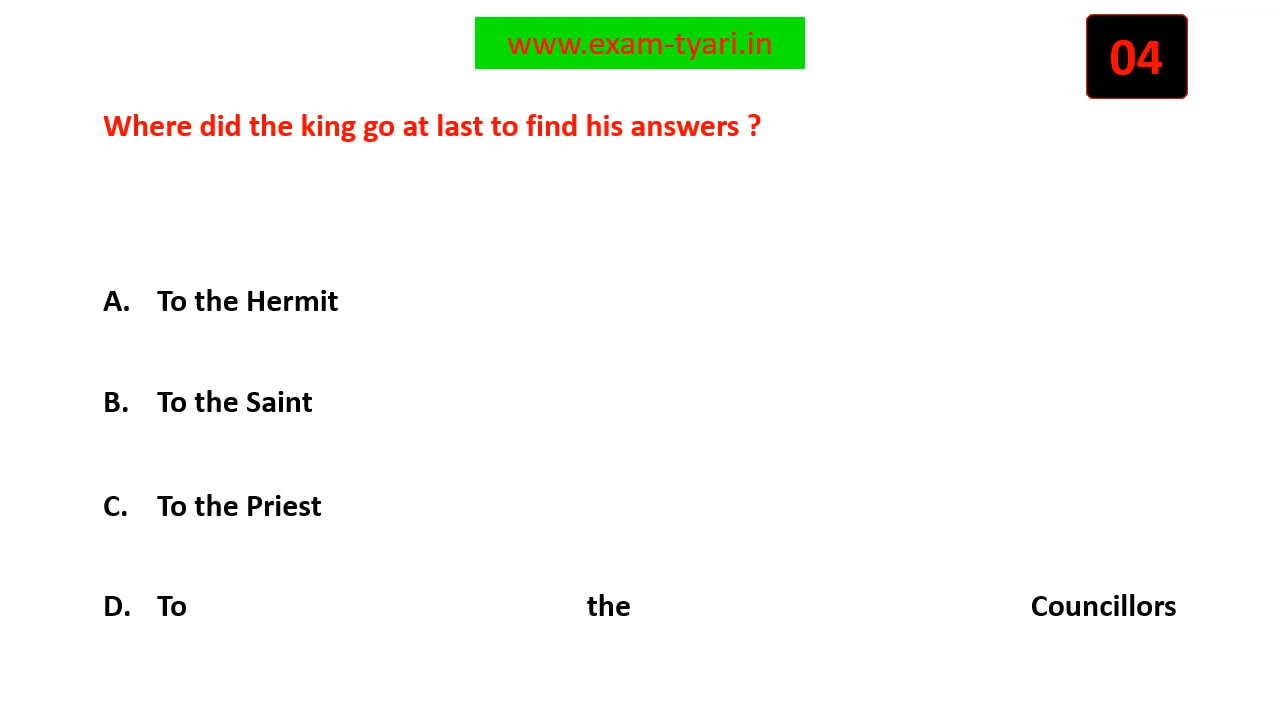 www.exam-tyari.in
04
Where did the king go at last to find his answers ?
A. To the Hermit
B. To the Saint
C. To the Priest
D. To the Councillors